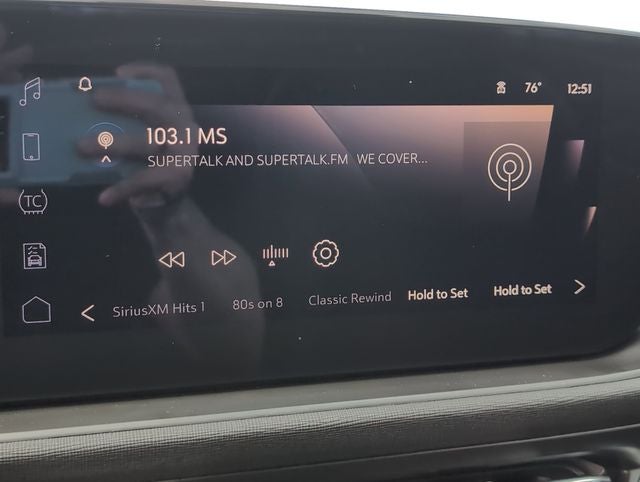 76° 12:51
103.1 MS
SUPERTALK AND SUPERTALK.FM WE COVER...
TC
SiriusXM Hits 1 80s on 8 Classic Rewind Hold to Set Hold to Set